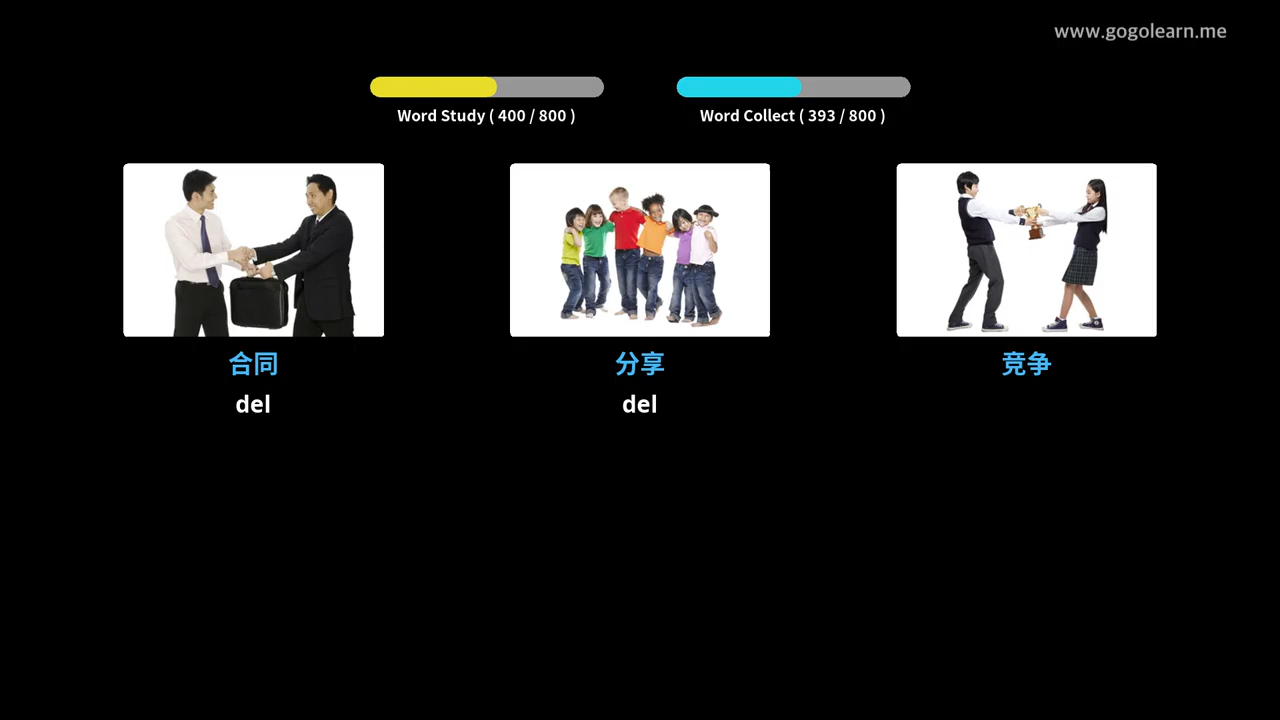 www.gogolearn.me
Word Study ( 400 / 800 )
Word Collect ( 393 / 800 )
合同
del
分享
del
竞争